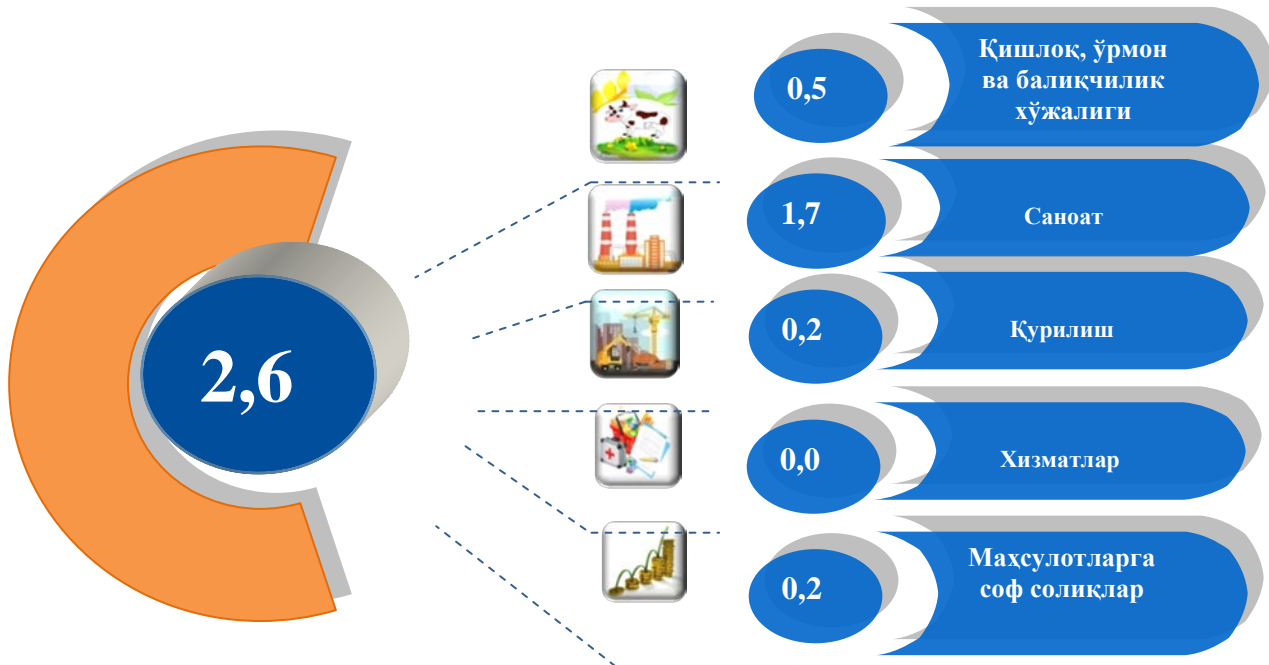 2,6
0,5
Қишлоқ, ўрмон
ва балиқчилик
хўжалиги
1,7
Саноат
0,2
Қурилиш
0,0
Хизматлар
0,2
Маҳсулотларга
соф солиқлар